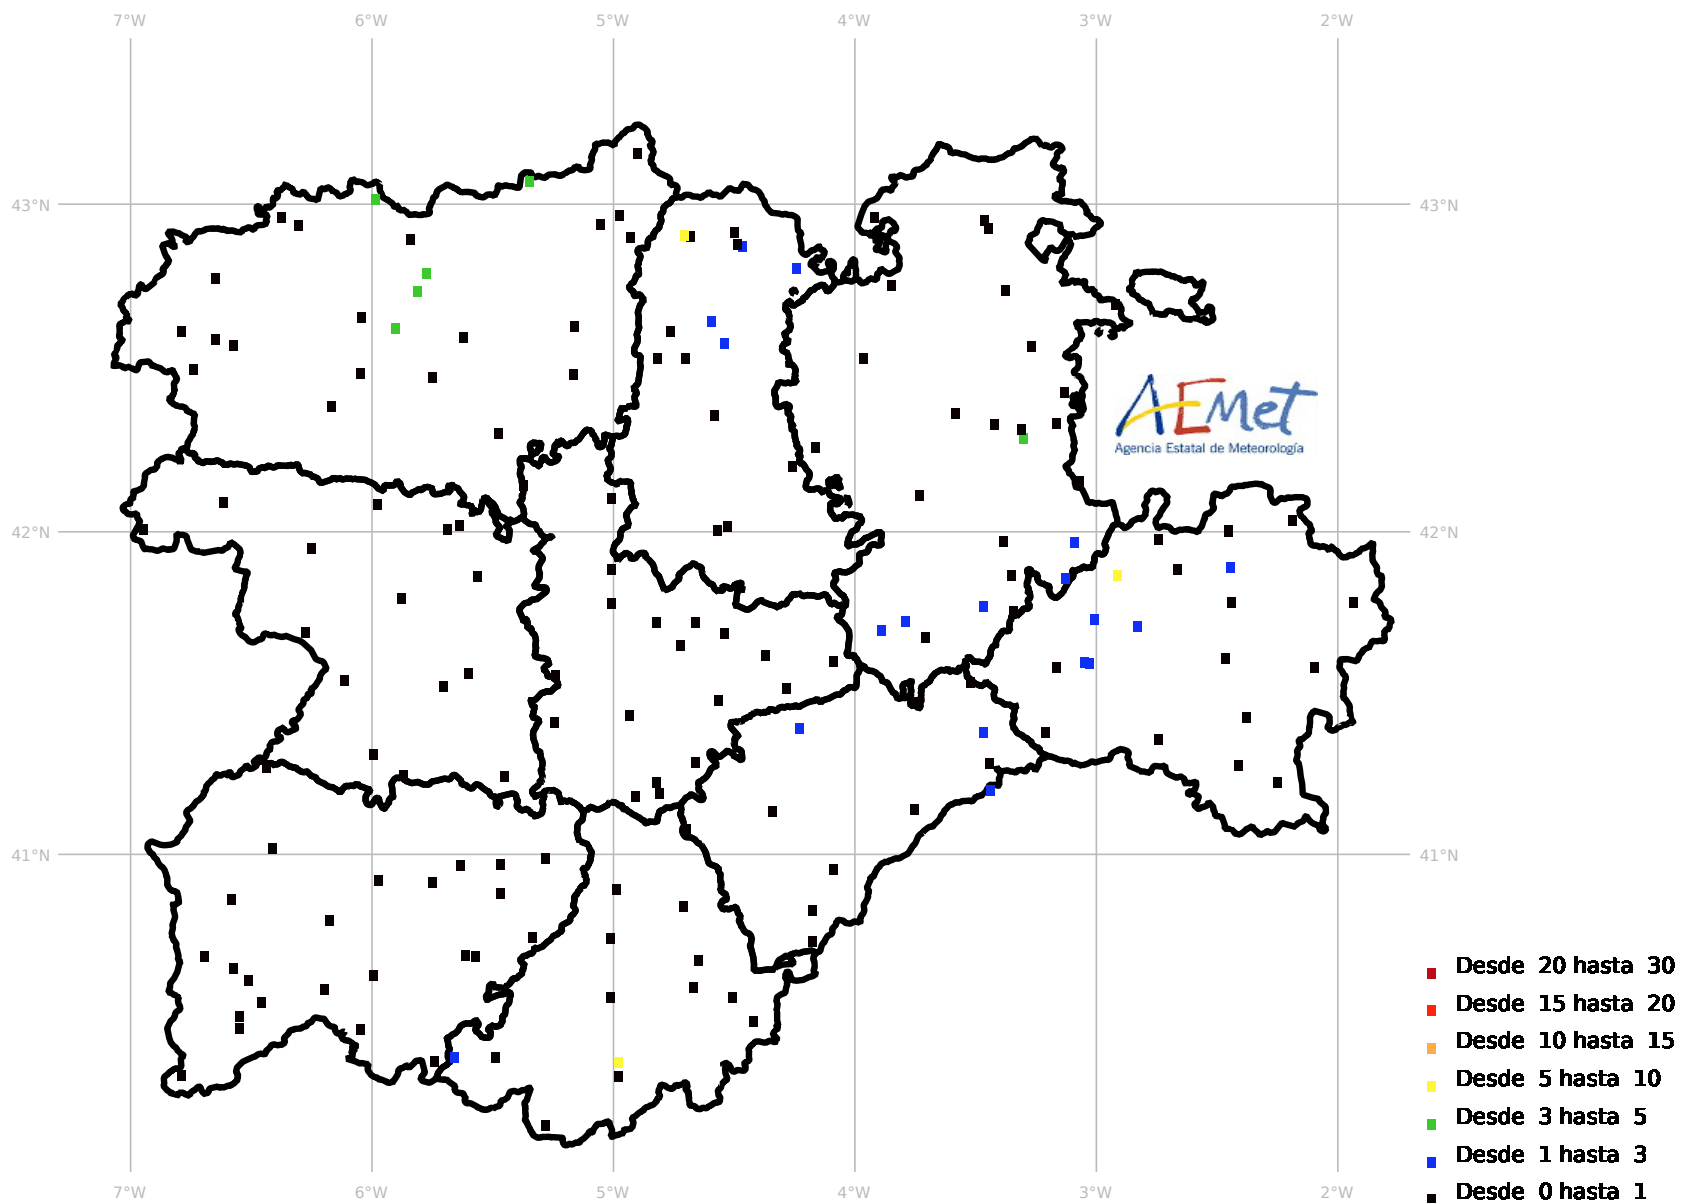 7°W 6°W 5°W 4°W 3°W 2°W
43°N 43°N
AEMet
Agencia Estatal de Meteorología
42°N 42°N
41°N 41°N
Desde 20 hasta 30
Desde 15 hasta 20
Desde 10 hasta 15
Desde 5 hasta 10
Desde 3 hasta 5
Desde 1 hasta 3
Desde 0 hasta 1
7°W 6°W 5°W 4°W 3°W 2°W